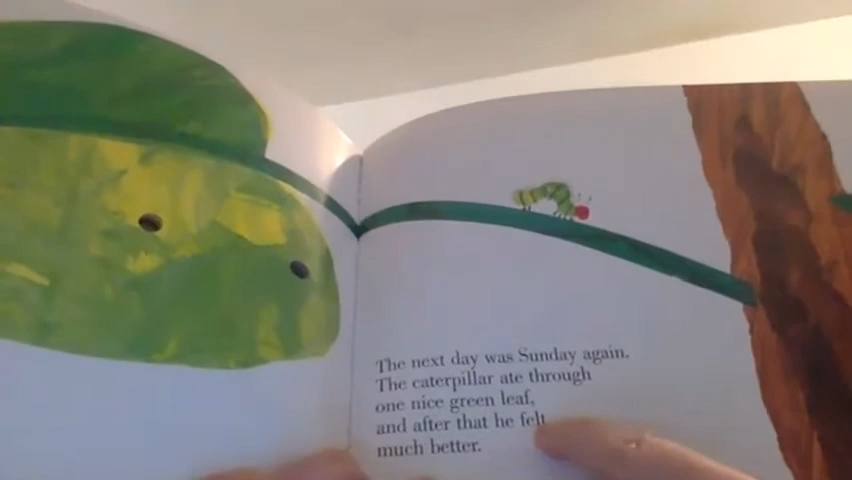 The next day was Sunday again.
The caterpillar ate through
one nice green leaf,
and after that he felt
much better.